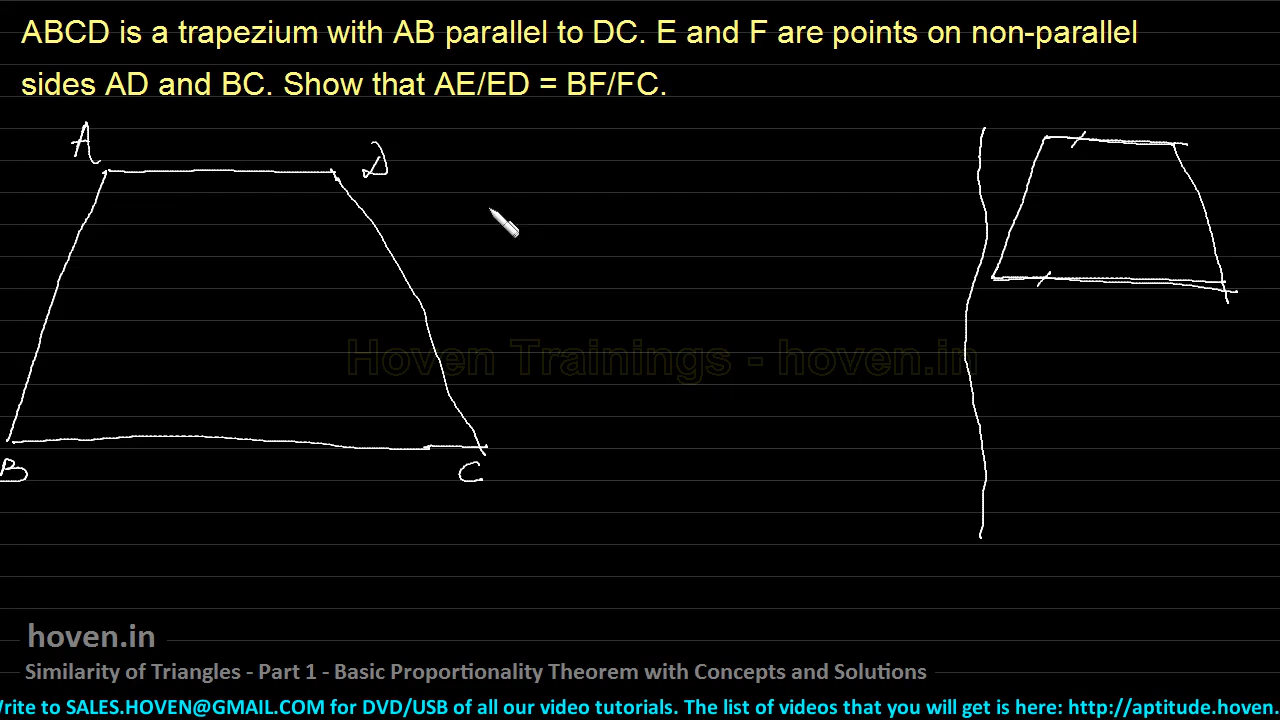 ABCD is a trapezium with AB parallel to DC. E and F are points on non-parallel
sides AD and BC. Show that AE/ED = BF/FC.
A
D
Hoven Trainings - hoven.in
B
C
hoven.in
Similarity of Triangles - Part 1 - Basic Proportionality Theorem with Concepts and Solutions
Write to SALES.HOVEN@GMAIL.COM for DVD/USB of all our video tutorials. The list of videos that you will get is here: http://aptitude.hoven.